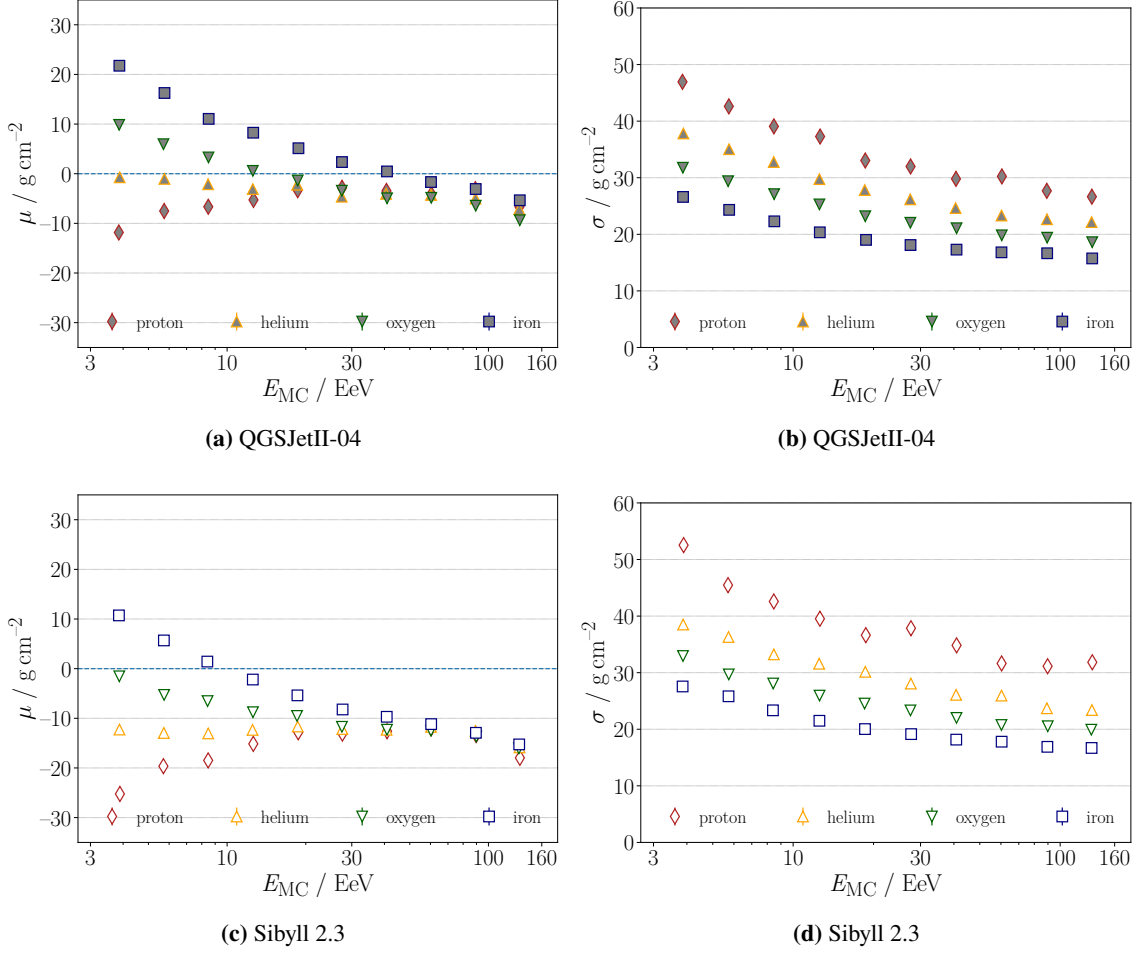 30
20
10
0
−10
−20
−30
μ / g cm−2
proton
helium
oxygen
iron
3
10
30
100
160
EMC / EeV
(a) QGSJetII-04
60
50
40
30
20
10
0
σ / g cm−2
proton
helium
oxygen
iron
3
10
30
100
160
EMC / EeV
(b) QGSJetII-04
30
20
10
0
−10
−20
−30
μ / g cm−2
proton
helium
oxygen
iron
3
10
30
100
160
EMC / EeV
(c) Sibyll 2.3
60
50
40
30
20
10
0
σ / g cm−2
proton
helium
oxygen
iron
3
10
30
100
160
EMC / EeV
(d) Sibyll 2.3